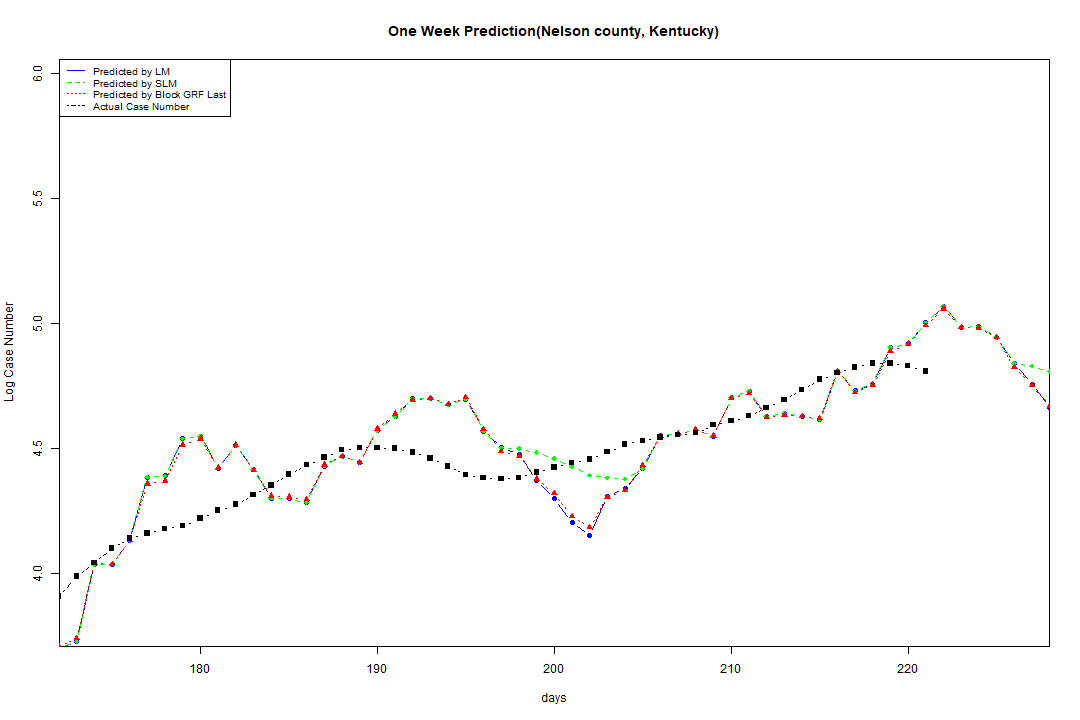 One Week Prediction(Nelson county, Kentucky)
Predicted by LM
Predicted by SLM
Predicted by Block GRF Last
Actual Case Number
6.0
5.5
5.0
4.5
4.0
Log Case Number
180 190 200 210 220
days